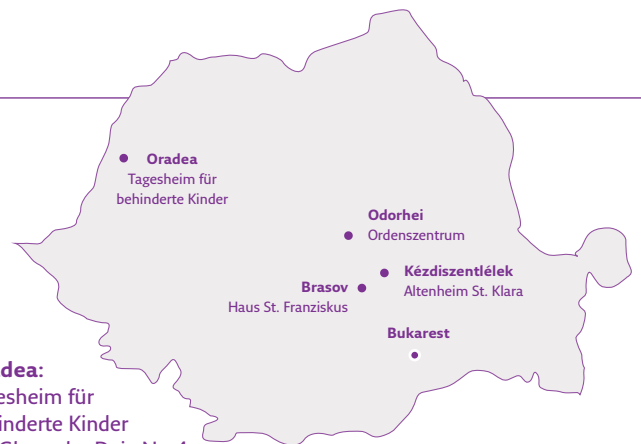 Oradea
Tagesheim für
behinderte Kinder
Odorhei
Ordenszentrum
Kézdiszentlélek
Altenheim St. Klara
Brasov
Haus St. Franziskus
Bukarest
dea:
esheim für
inderte Kinder